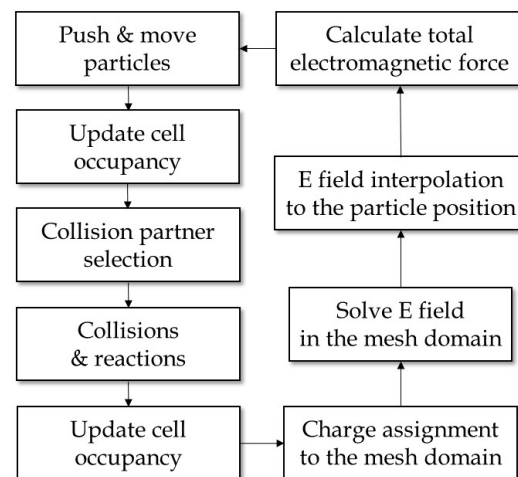 Push & move
particles
Update cell
occupancy
Collision partner
selection
Collisions
& reactions
Update cell
occupancy
Charge assignment
to the mesh domain
Solve E field
in the mesh domain
E field interpolation
to the particle position
Calculate total
electromagnetic force